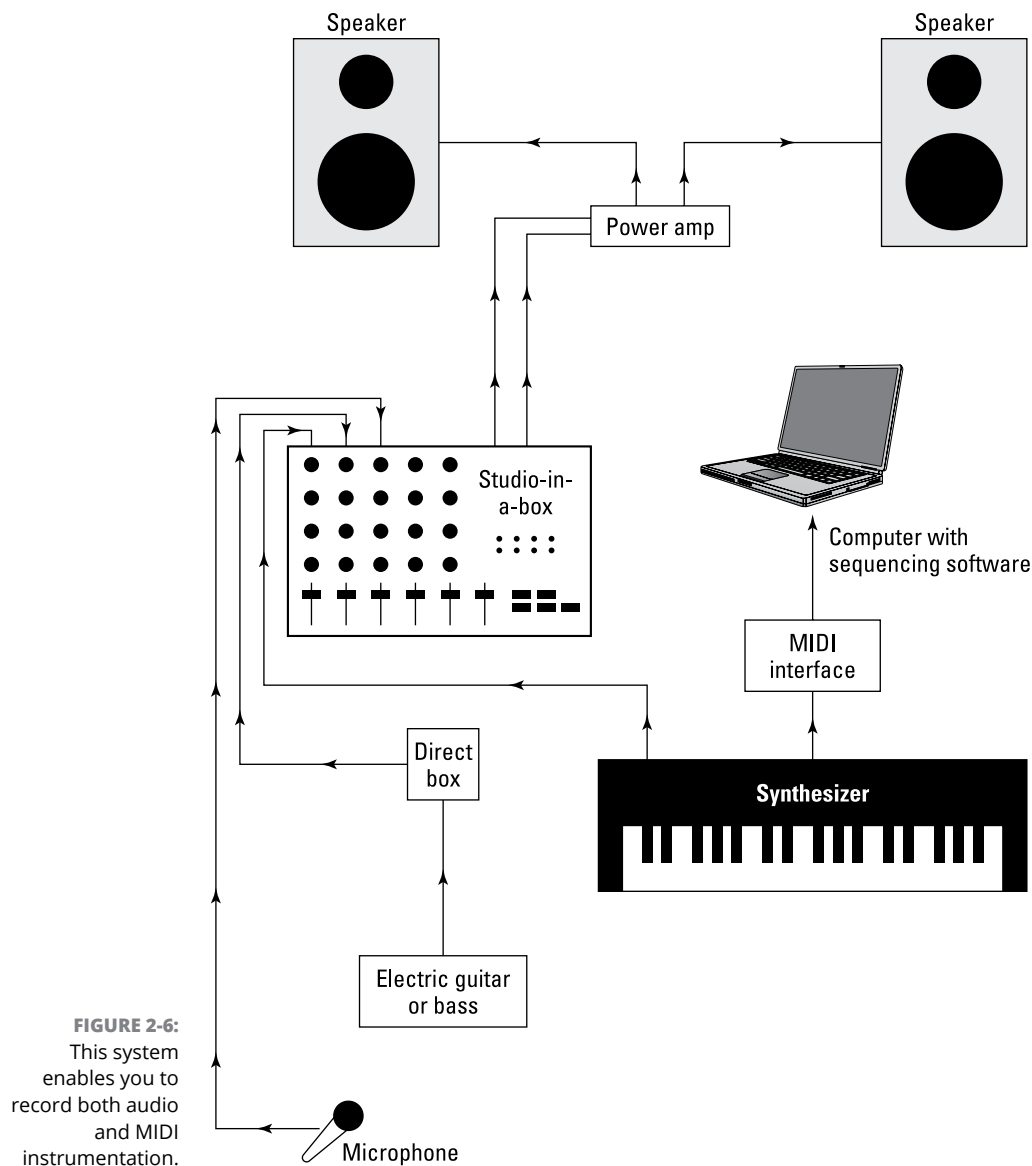 Speaker
Speaker
Power amp
Studio-in-
a-box
Computer with
sequencing software
MIDI
interface
Direct
box
Synthesizer
Electric guitar
or bass
FIGURE 2-6:
This system
enables you to
record both audio
and MIDI
instrumentation.
Microphone